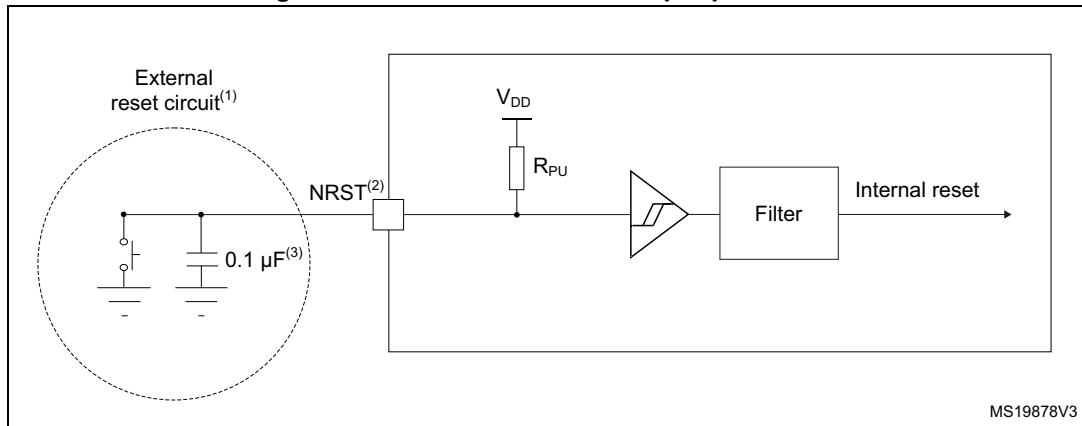 External
reset circuit(1)
VDD
RPU
NRST(2)
0.1 µF(3)
Filter
Internal reset
MS19878V3